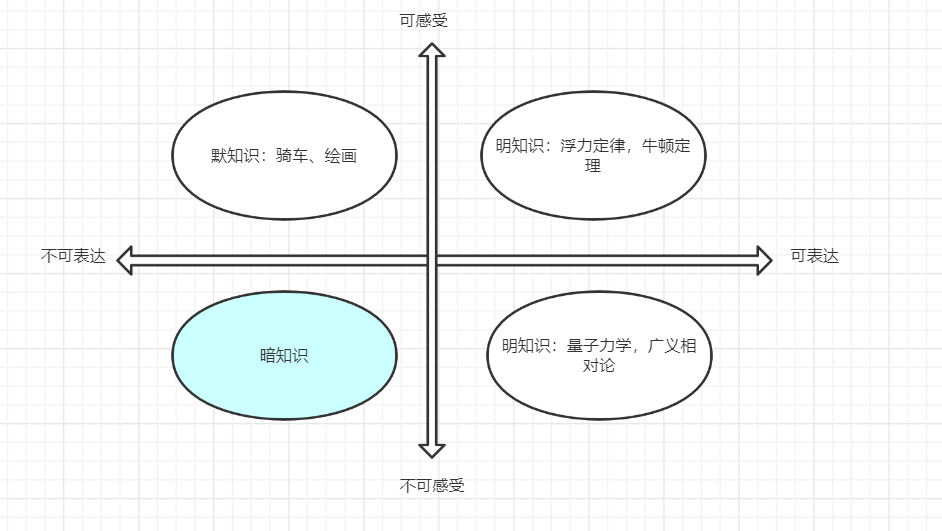 可感受
默知识：骑车、绘画
明知识：浮力定律，牛顿定
理
不可表达
可表达
暗知识
明知识：量子力学，广义相
对论
不可感受